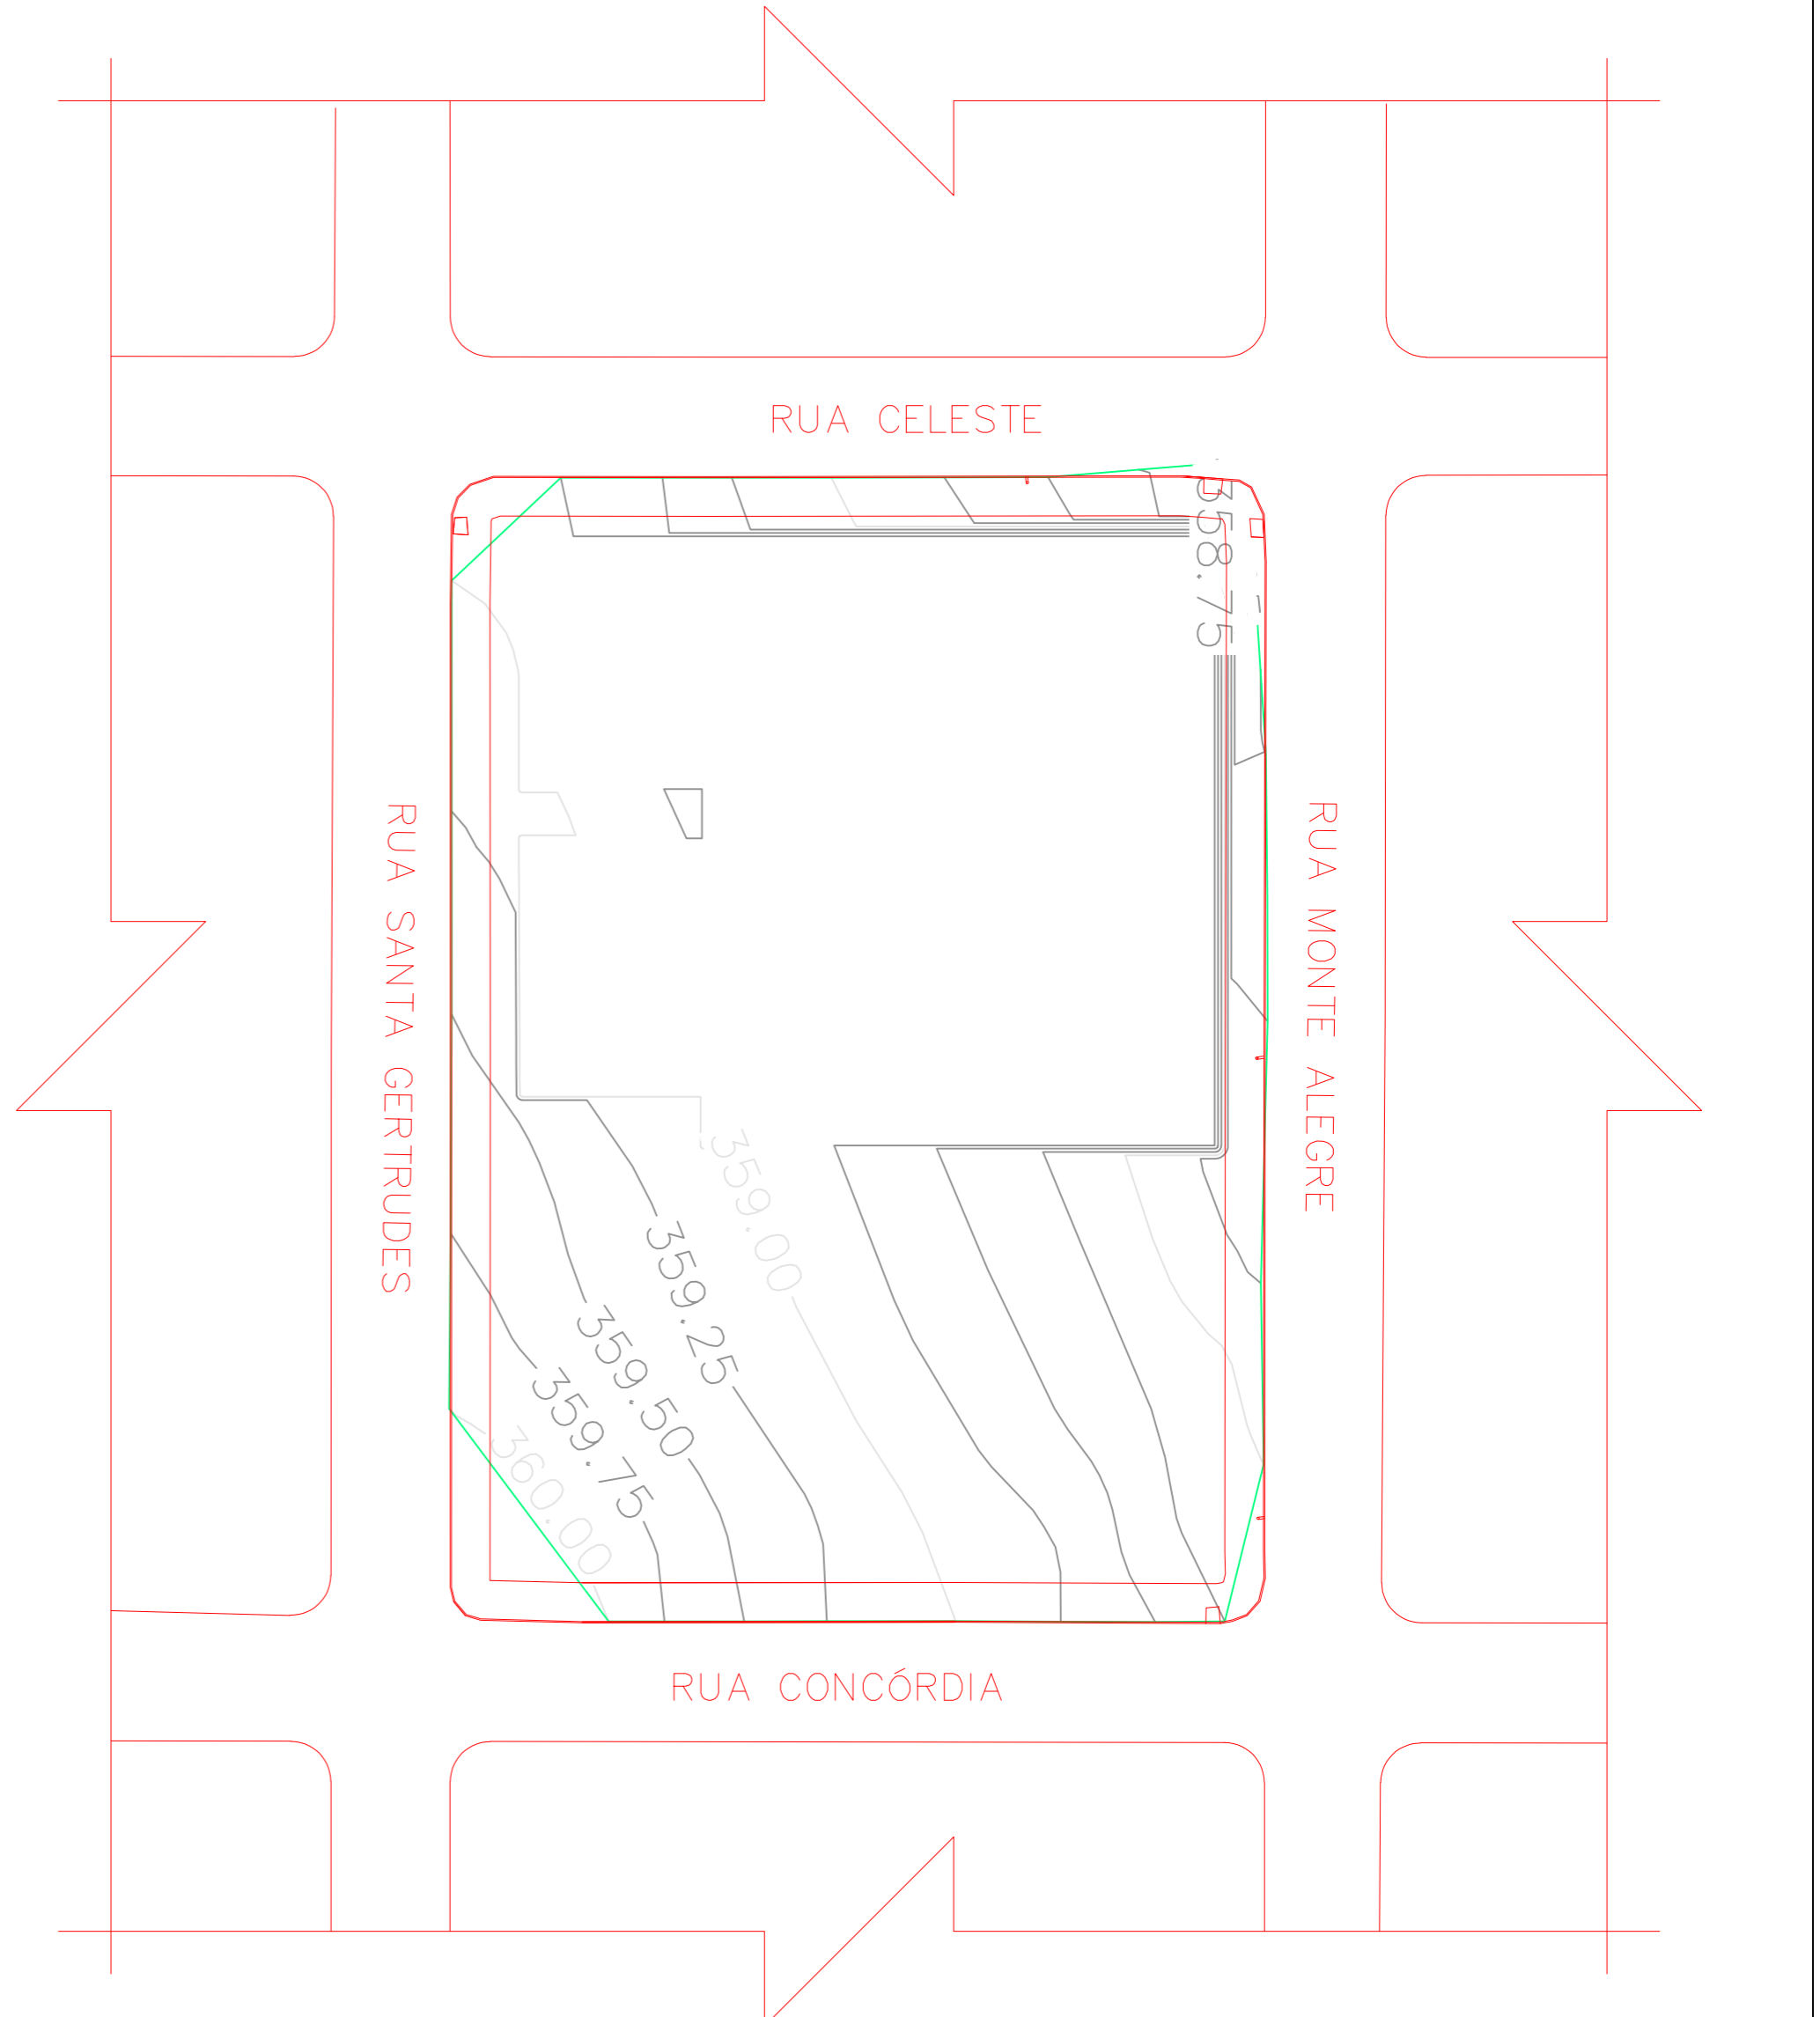 RUA CELESTE
358.75
RUA SANTA GERTRUDES
RUA MONTE ALEGRE
359.00
359.25
359.50
359.75
360.00
RUA CONCÓRDIA